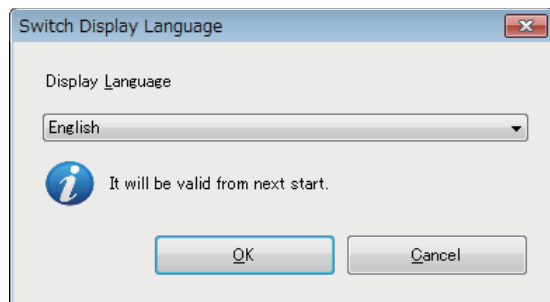 Switch Display Language
Display Language
English
It will be valid from next start.
OK
Cancel